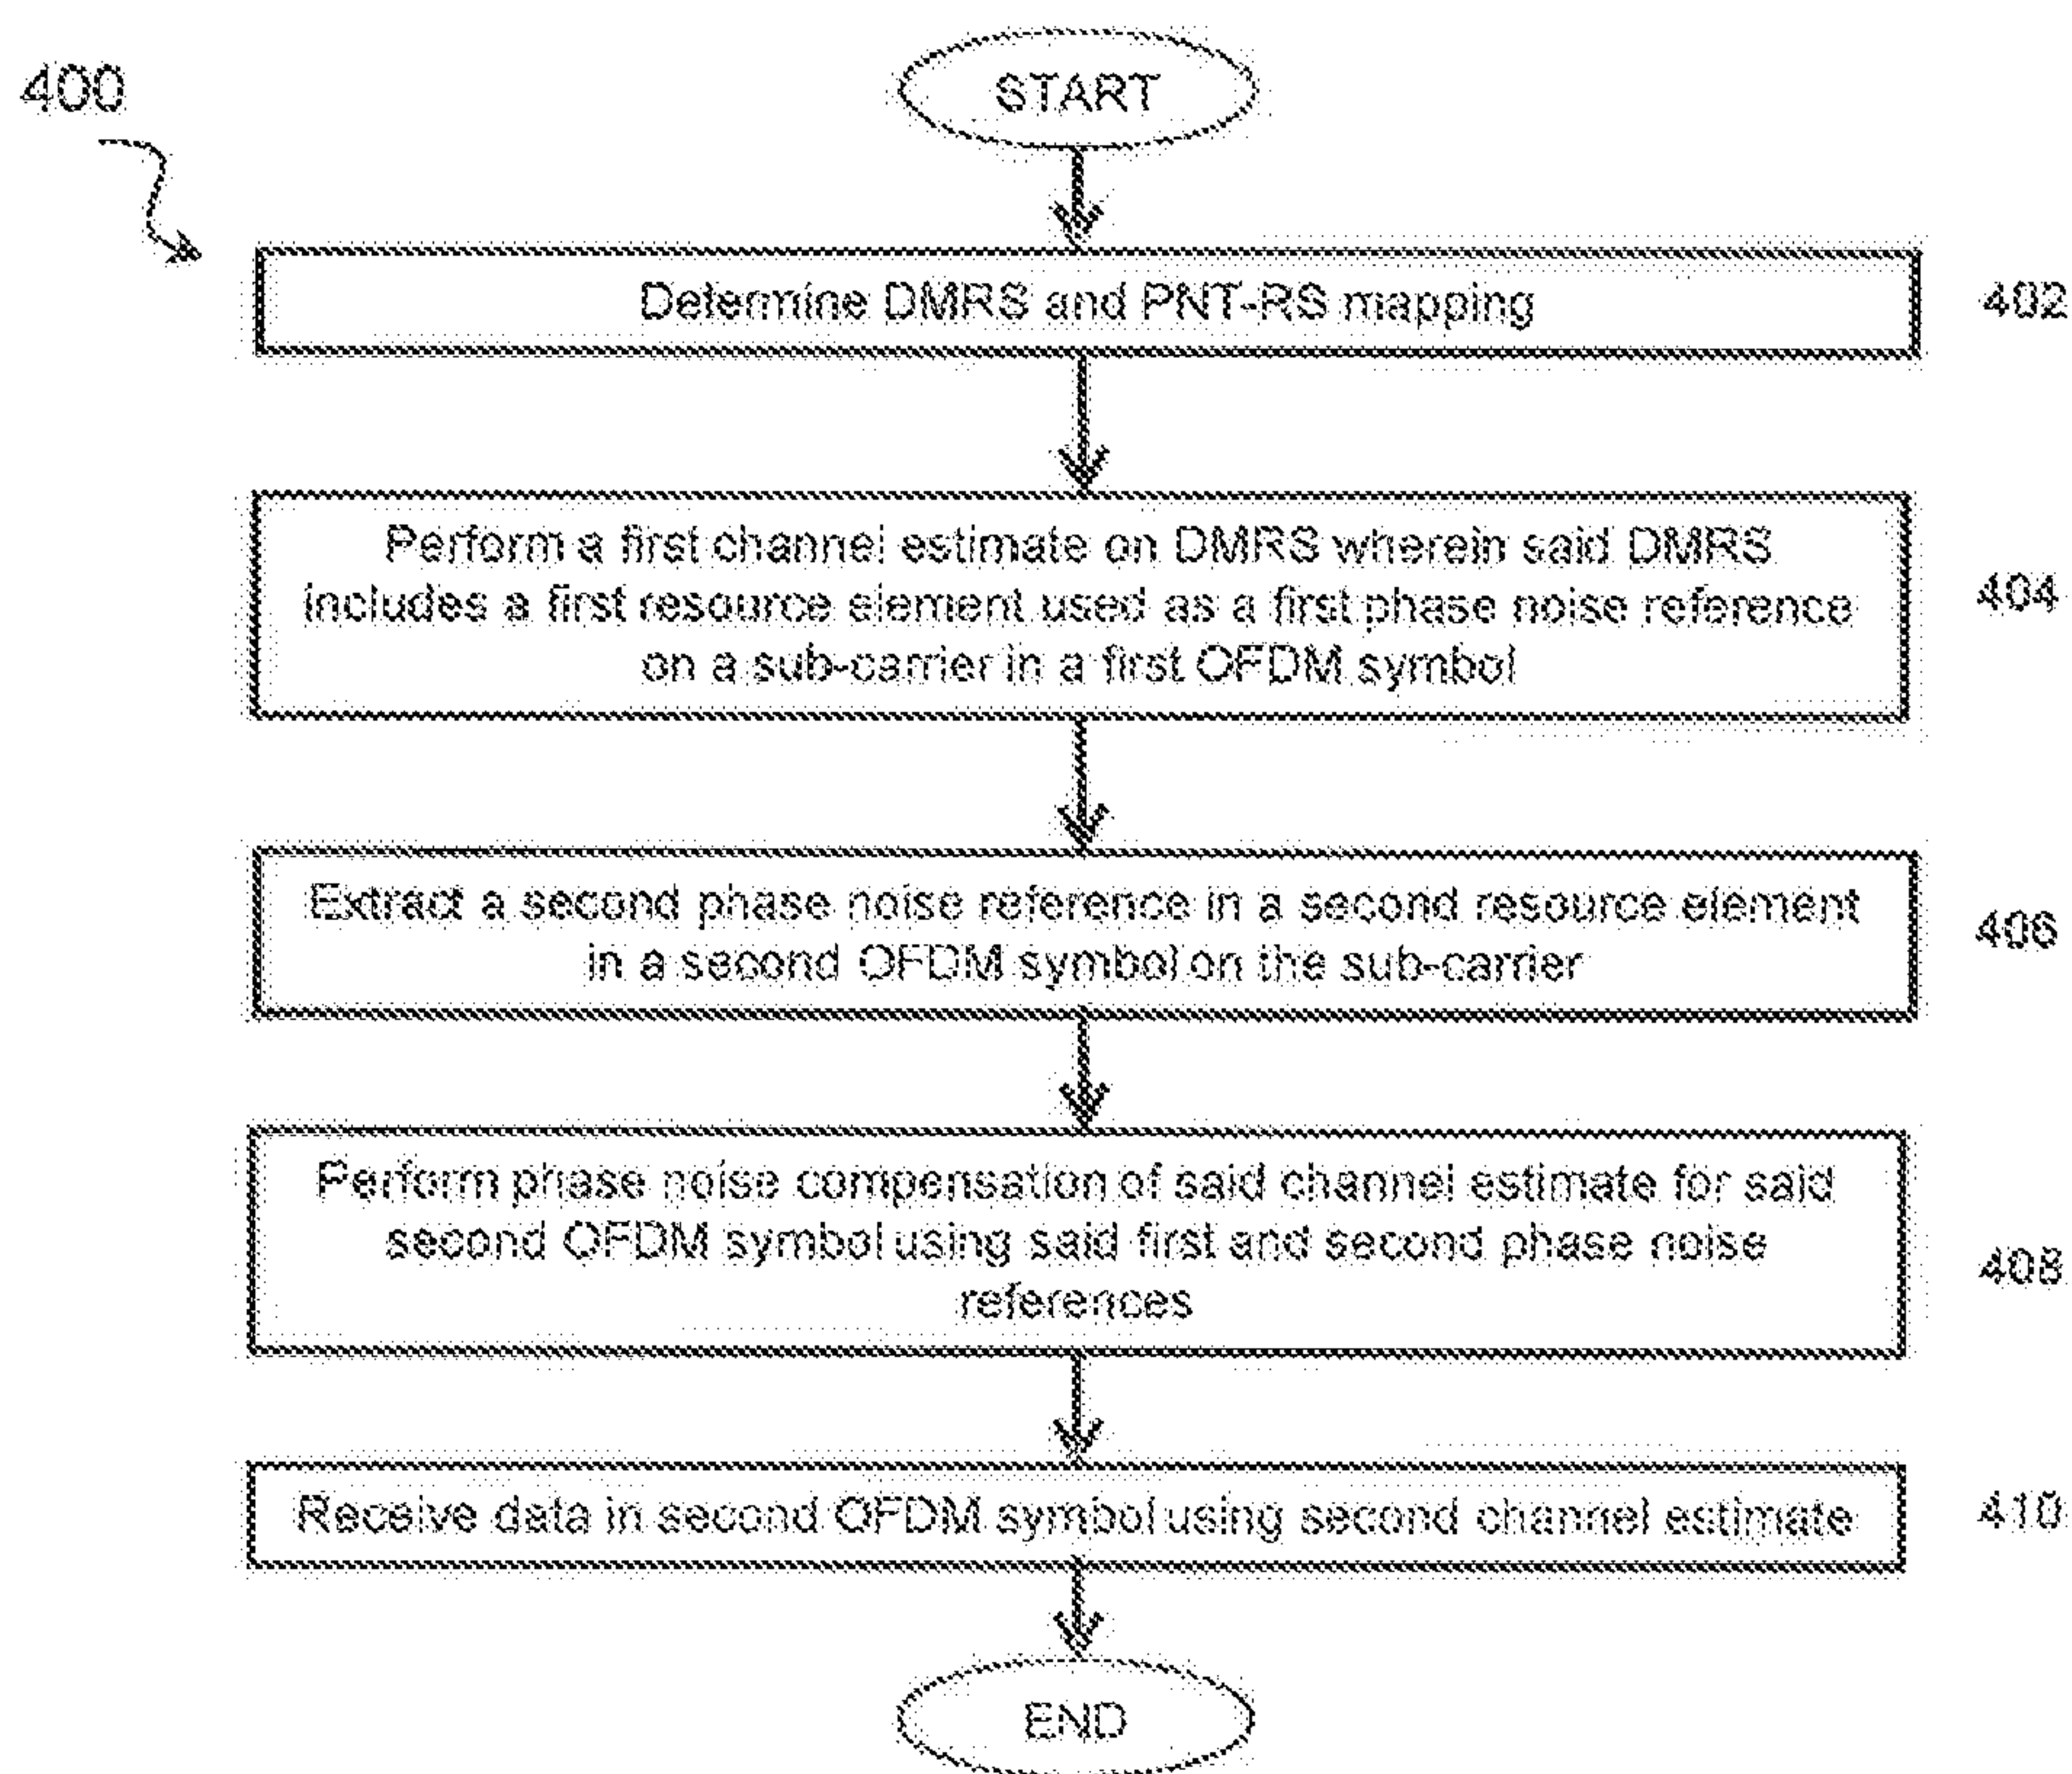 400
START
Determine DMRS and PNT-RS mapping
402
Perform a first channel estimate on DMRS wherein said DMRS
includes a first resource element used as a first phase noise reference
on a sub-carrier in a first OFDM symbol
404
Extract a second phase noise reference in a second resource element
in a second OFDM symbol on the sub-carrier
406
Perform phase noise compensation of said channel estimate for said
second OFDM symbol using said first and second phase noise
references
408
Receive data in second OFDM symbol using second channel estimate
410
END